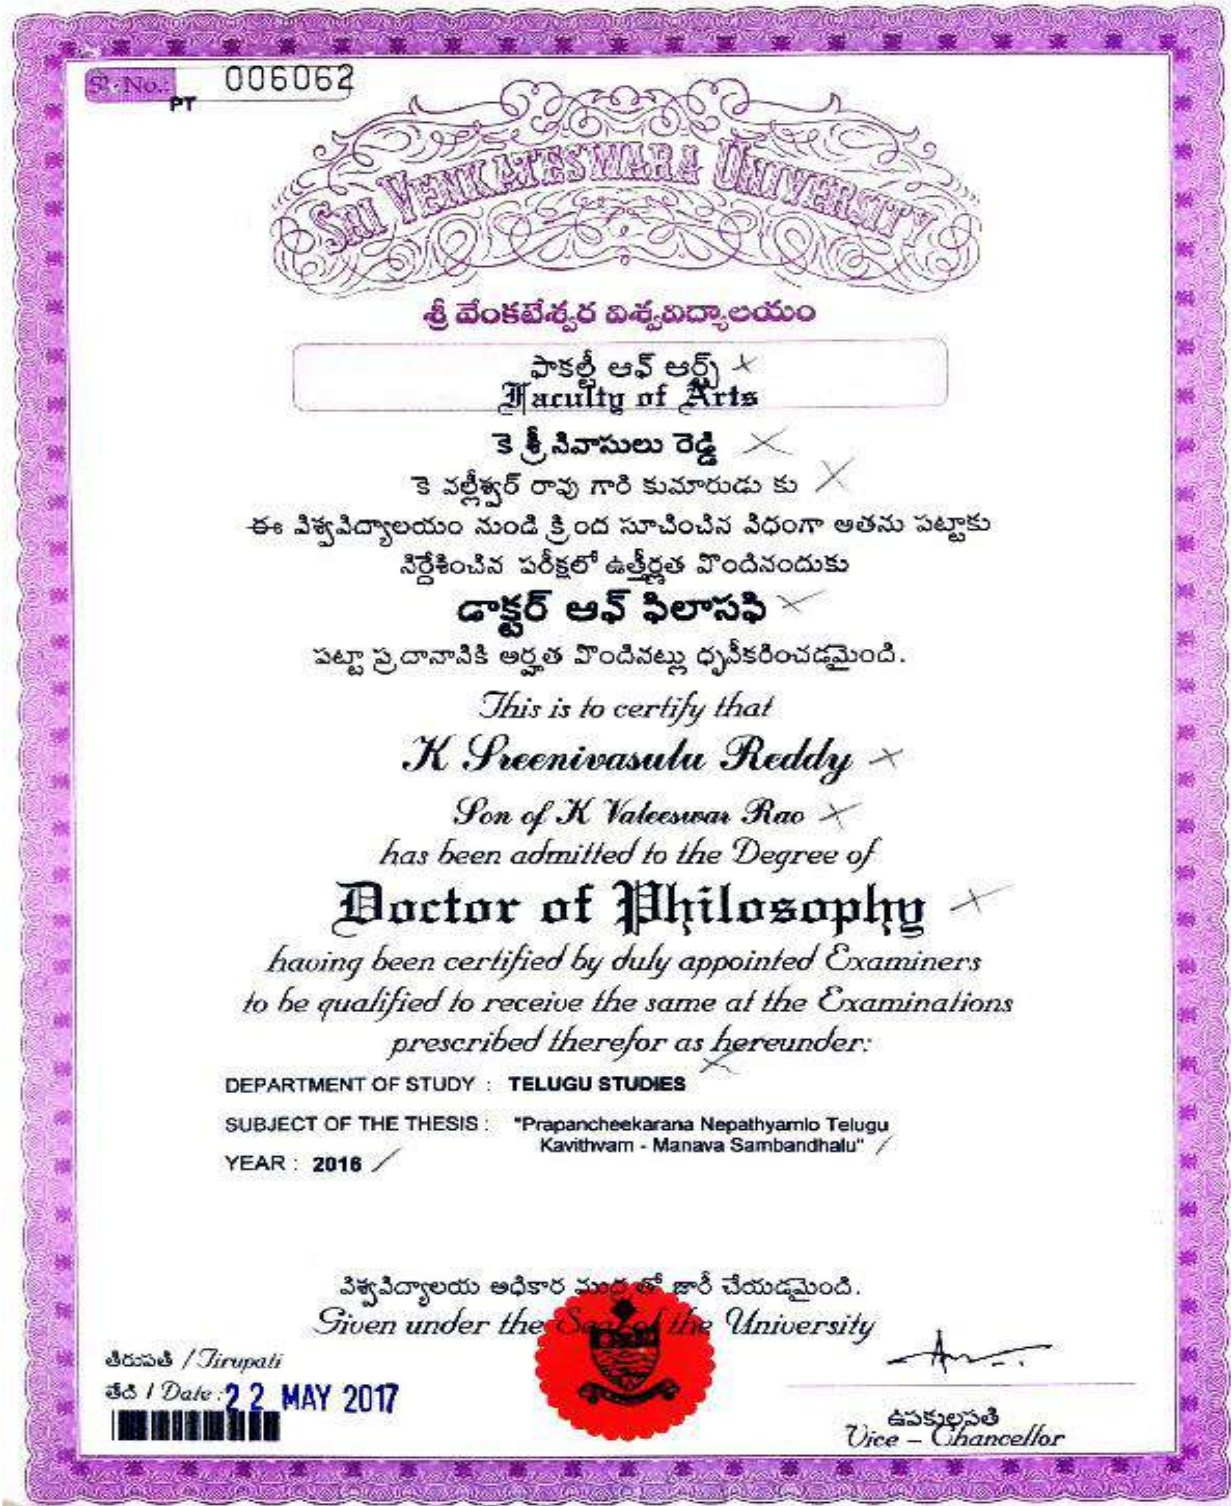 Sl. No.: 006062
PT
SRI VENKATESWARA UNIVERSITY
శ్రీ వేంకటేశ్వర విశ్వవిద్యాలయం
ఫాకల్టీ ఆఫ్ ఆర్ట్స్
Faculty of Arts
కె శ్రీనివాసులు రెడ్డి
కె వల్లీశ్వర్ రావు గారి కుమారుడు కు
ఈ విశ్వవిద్యాలయం నుండి క్రింద సూచించిన విధంగా అతను పట్టాకు
నిర్దేశించిన పరీక్షలో ఉత్తీర్ణత పొందినందుకు
డాక్టర్ ఆఫ్ ఫిలాసఫి
పట్టా ప్రదానానికి అర్హత పొందినట్లు ధృవీకరించడమైంది.
This is to certify that
K Sreenivasulu Reddy
Son of K Valeeswar Rao
has been admitted to the Degree of
Doctor of Philosophy
having been certified by duly appointed Examiners
to be qualified to receive the same at the Examinations
prescribed therefor as hereunder:
DEPARTMENT OF STUDY : TELUGU STUDIES
SUBJECT OF THE THESIS : "Prapancheekarana Nepathyamlo Telugu
Kavithvam - Manava Sambandhalu"
YEAR : 2016
విశ్వవిద్యాలయ అధికార ముద్రతో జారీ చేయడమైంది.
Given under the Seal of the University
తిరుపతి / Tirupati
తేది / Date : 22 MAY 2017
ఉపకులపతి
Vice - Chancellor